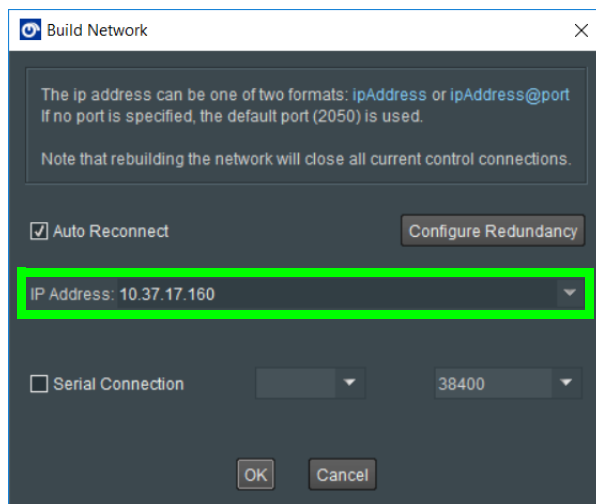 Build Network
The ip address can be one of two formats: ipAddress or ipAddress@port
If no port is specified, the default port (2050) is used.
Note that rebuilding the network will close all current control connections.
Auto Reconnect
Configure Redundancy
IP Address: 10.37.17.160
Serial Connection
38400
OK
Cancel